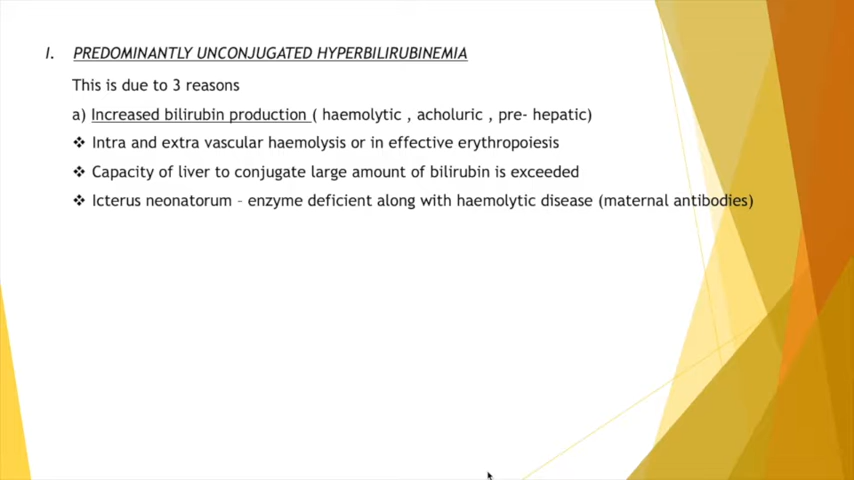 I. PREDOMINANTLY UNCONJUGATED HYPERBILIRUBINEMIA
This is due to 3 reasons
a) Increased bilirubin production ( haemolytic , acholuric , pre- hepatic)
❖ Intra and extra vascular haemolysis or in effective erythropoiesis
❖ Capacity of liver to conjugate large amount of bilirubin is exceeded
❖ Icterus neonatorum – enzyme deficient along with haemolytic disease (maternal antibodies)